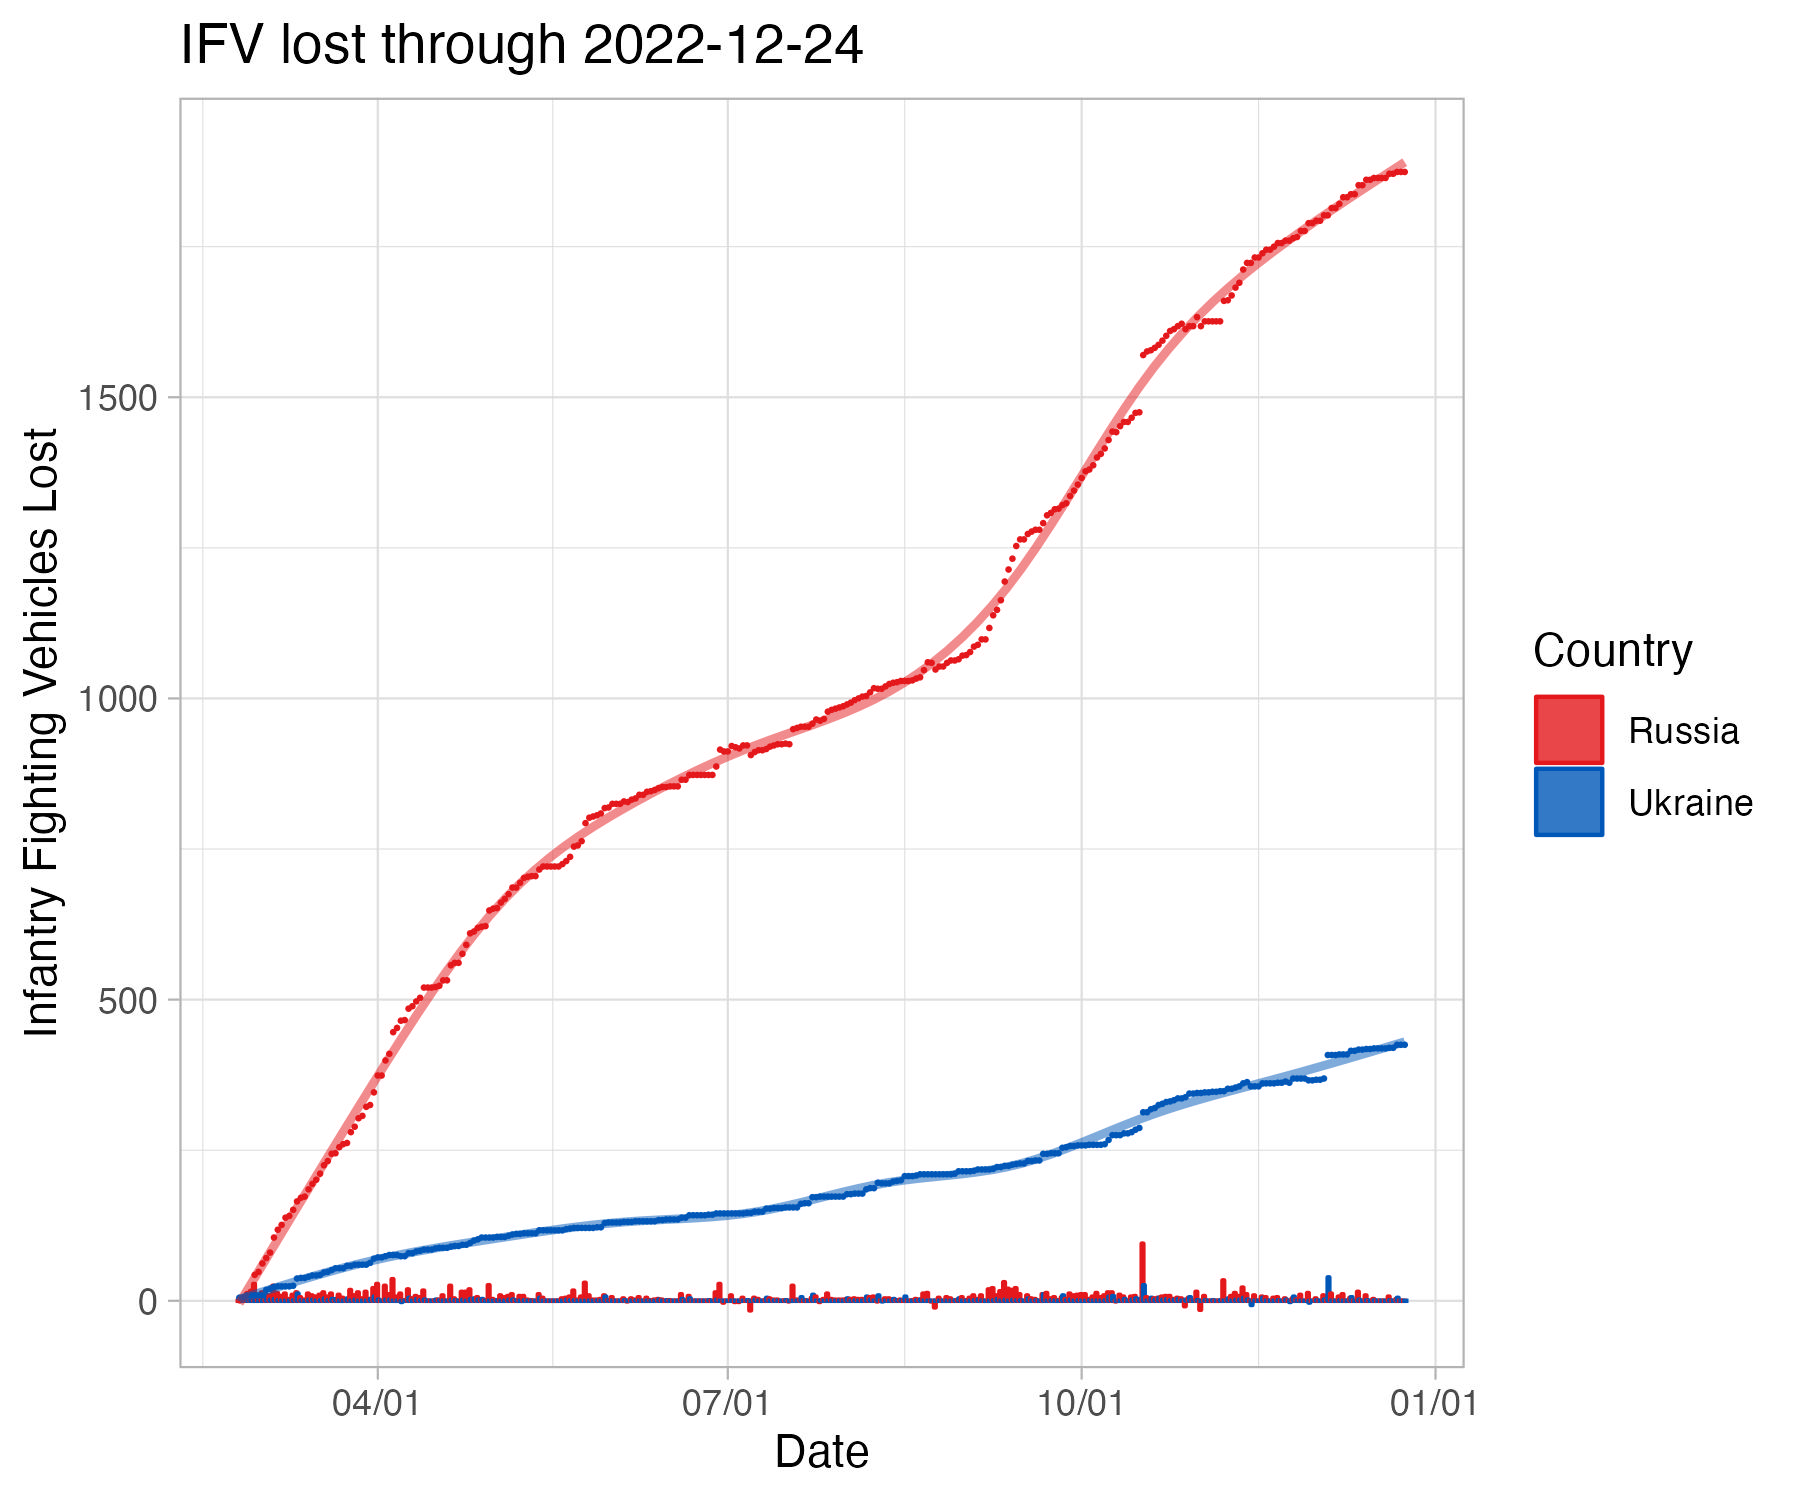 IFV lost through 2022-12-24
Infantry Fighting Vehicles Lost
1500
1000
500
0
04/01
07/01
10/01
01/01
Date
Country
Russia
Ukraine